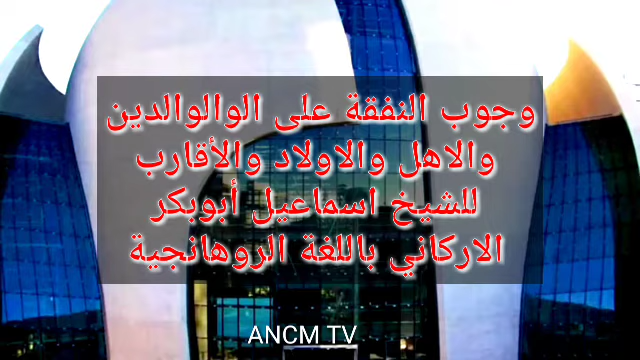 وجوب النفقة على الوالوالدين
والاهل والاولاد والأقارب
للشيخ اسماعيل أبوبكر
الاركاني باللغة الروهانجية
ANCM TV